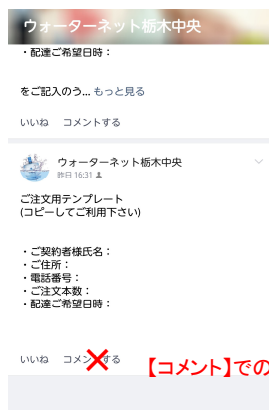 ウォーターネット栃木中央
・配達ご希望日時：
をご記入のう... もっと見る
いいね コメントする
ウォーターネット栃木中央
昨日 16:31
ご注文用テンプレート
(コピーしてご利用下さい)
・ご契約者様氏名：
・ご住所：
・電話番号：
・ご注文本数：
・配達ご希望日時：
いいね コメントする
【コメント】での